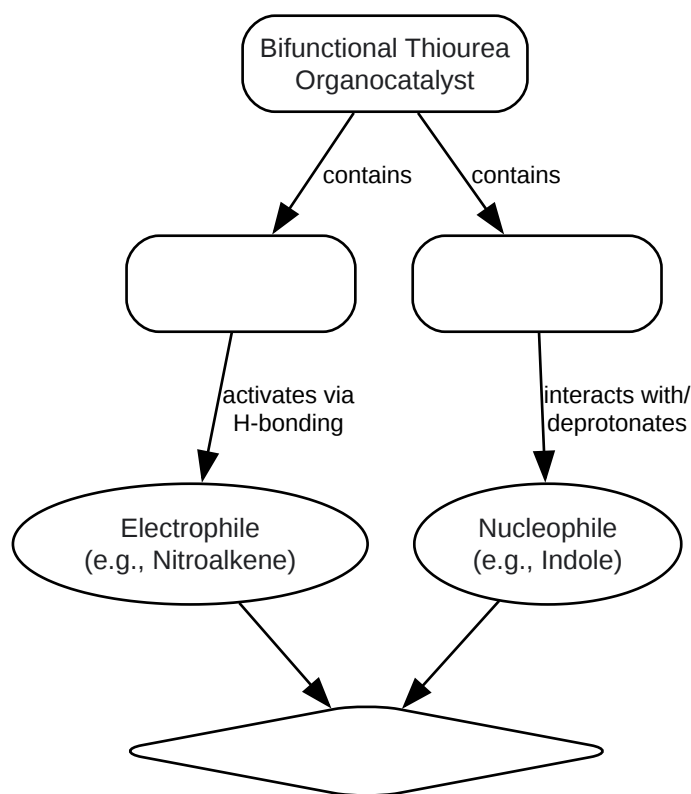 Bifunctional Thiourea
Organocatalyst
contains
contains
activates via
H-bonding
interacts with/
deprotonates
Electrophile
(e.g., Nitroalkene)
Nucleophile
(e.g., Indole)